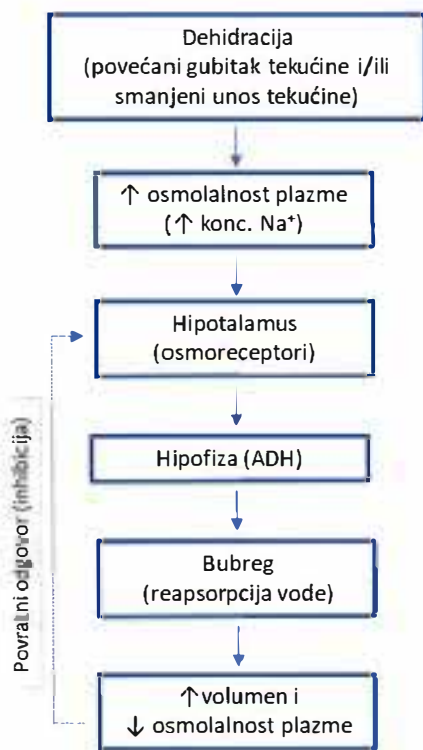 Dehidracija
(povećani gubitak tekućine i/ili
smanjeni unos tekućine)
↑ osmolalnost plazme
(↑ konc. Na⁺)
Hipotalamus
(osmoreceptori)
Hipofiza (ADH)
Bubreg
(reapsorpcija vode)
↑volumen i
↓ osmolalnost plazme
Povratni odgovor (inhibicija)